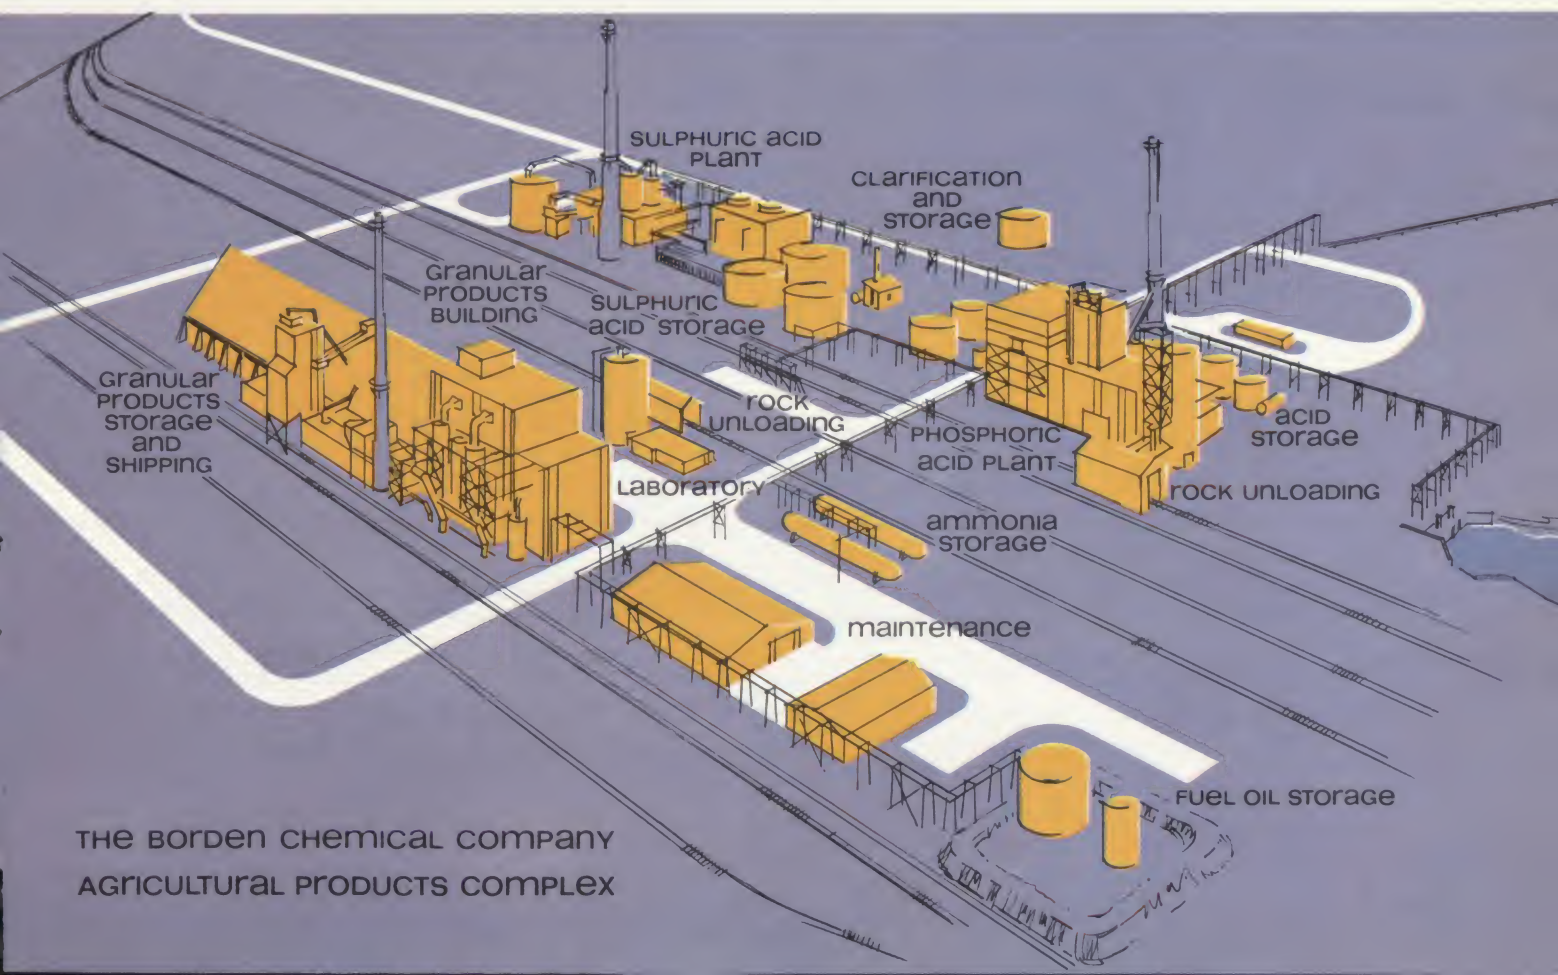 SULPHURIC ACID
PLANT
CLARIFICATION
AND
STORAGE
GRANULAR
PRODUCTS
BUILDING
SULPHURIC
ACID STORAGE
GRANULAR
PRODUCTS
STORAGE
AND
SHIPPING
ROCK
UNLOADING
PHOSPHORIC
ACID PLANT
ACID
STORAGE
LABORATORY
ROCK UNLOADING
AMMONIA
STORAGE
MAINTENANCE
FUEL OIL STORAGE
THE BORDEN CHEMICAL COMPANY
AGRICULTURAL PRODUCTS COMPLEX